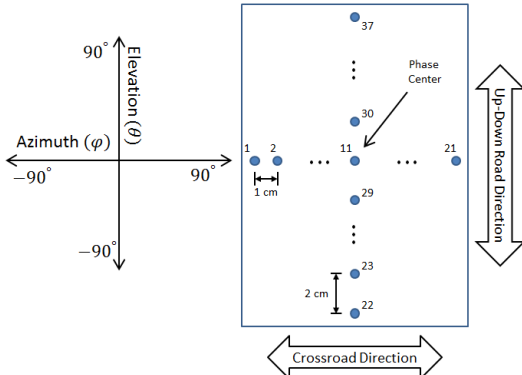 90°
Elevation (θ)
Azimuth (φ)
−90°
90°
−90°
37
Phase
Center
30
1
2
11
21
1 cm
29
23
2 cm
22
Up-Down Road Direction
Crossroad Direction